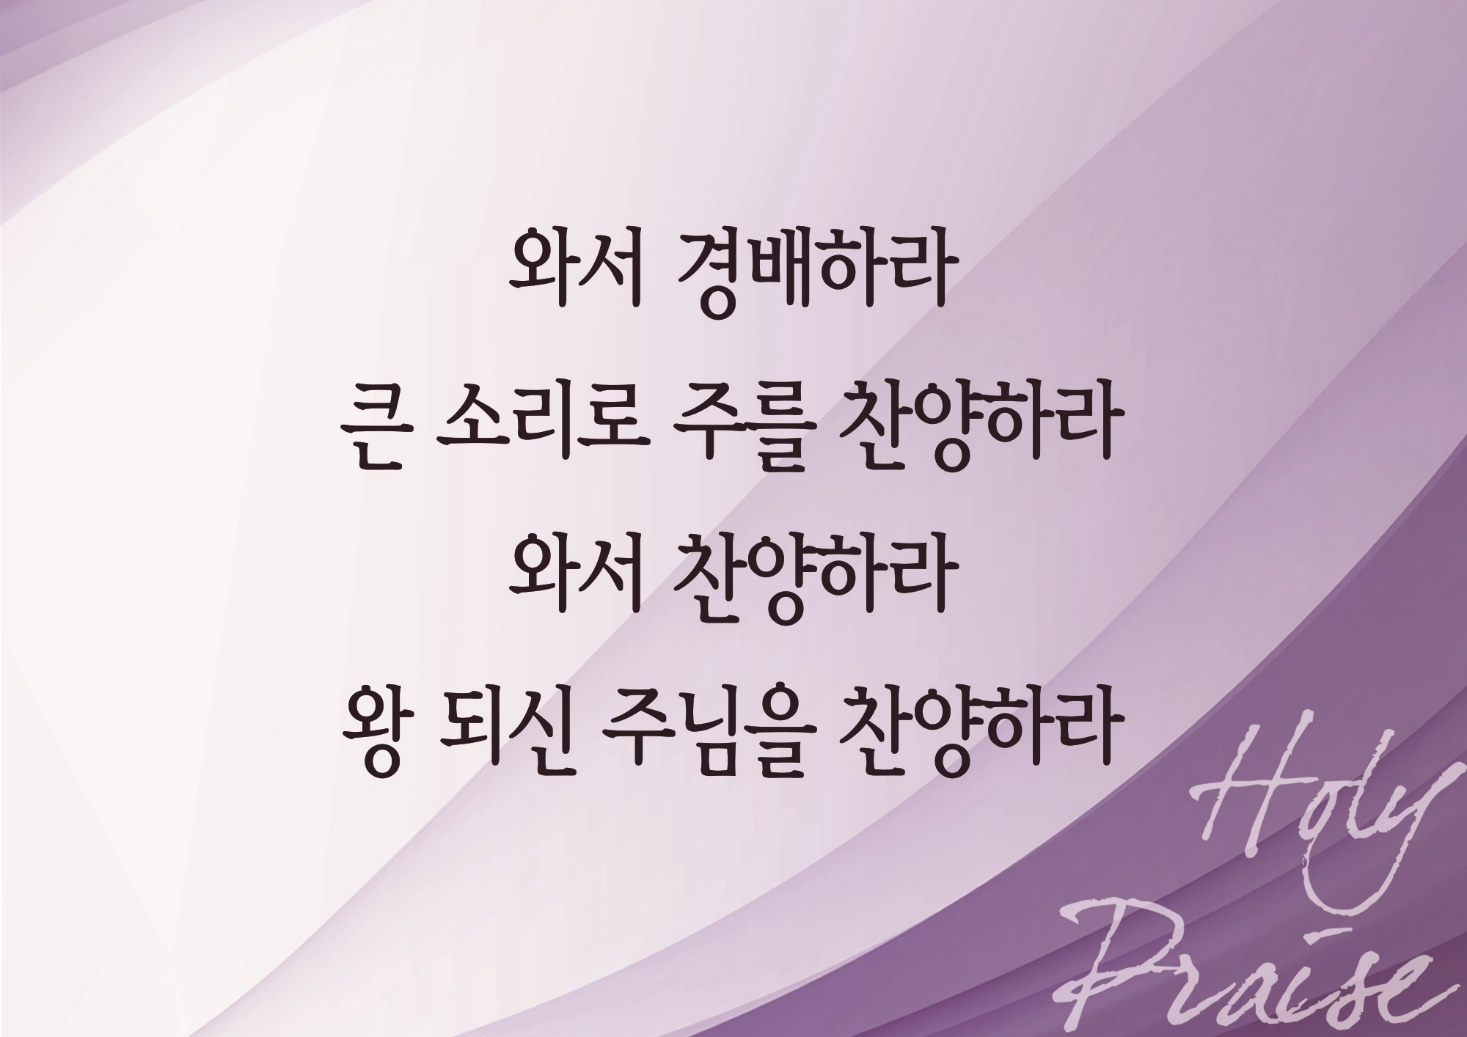 와서 경배하라
큰 소리로 주를 찬양하라
와서 찬양하라
왕 되신 주님을 찬양하라
Holy
Praise